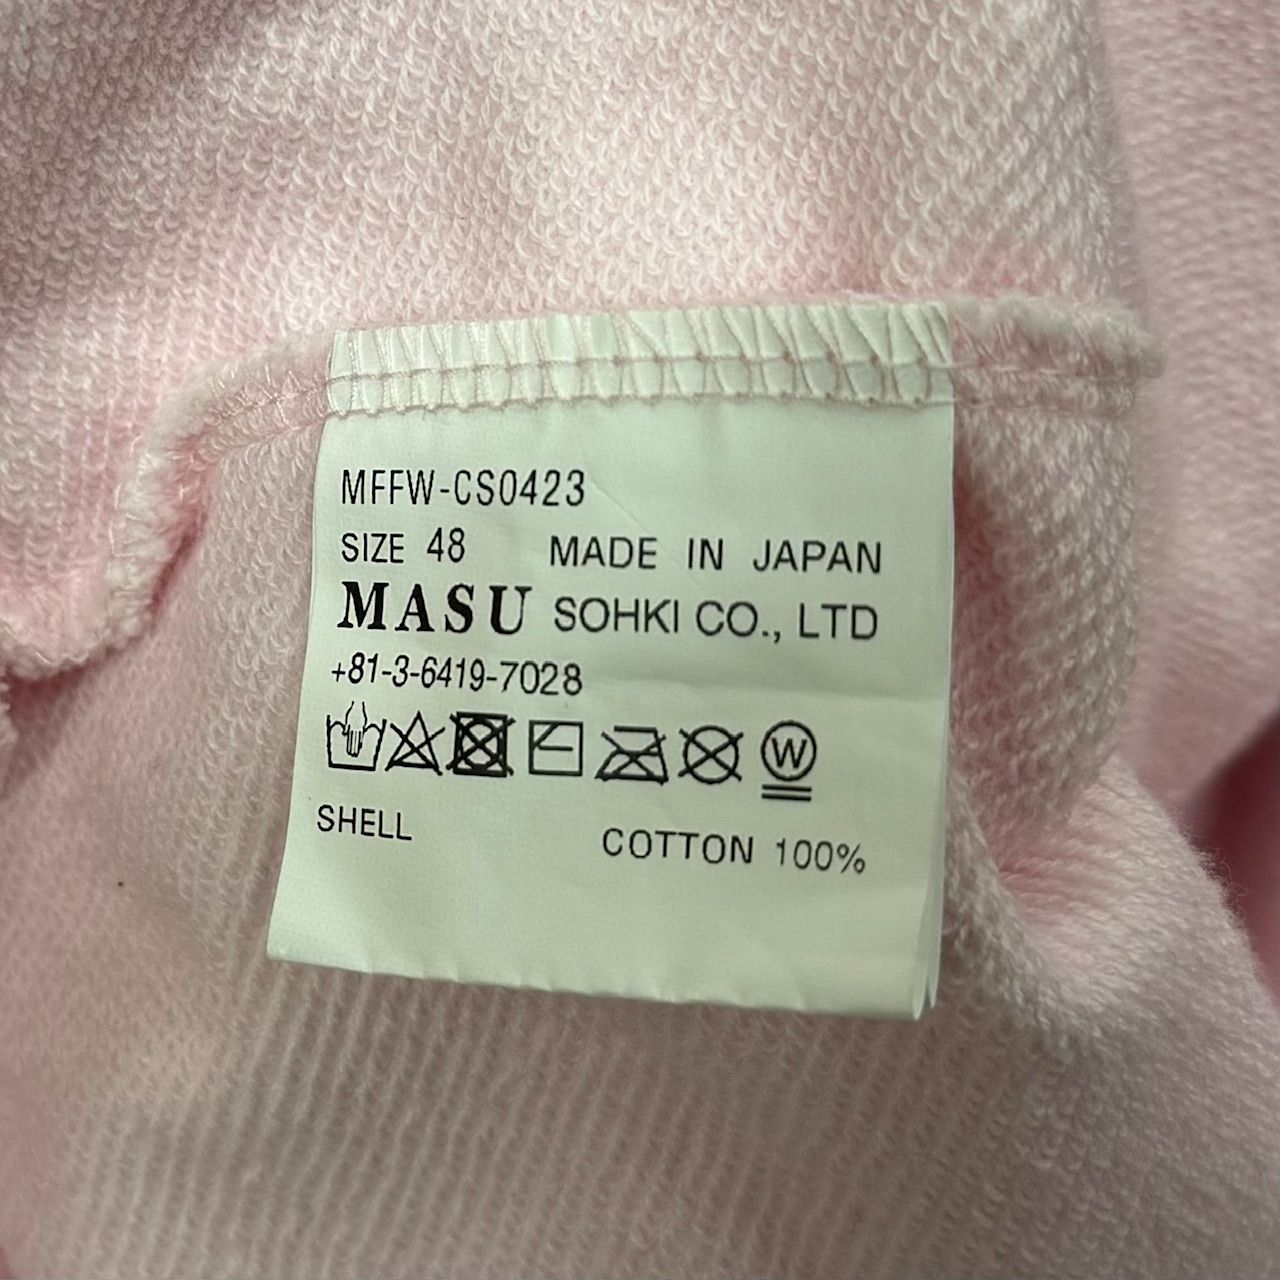 MFFW-CS0423
SIZE 48 MADE IN JAPAN
MASU SOHKI CO., LTD
+81-3-6419-7028
W
SHELL COTTON 100%